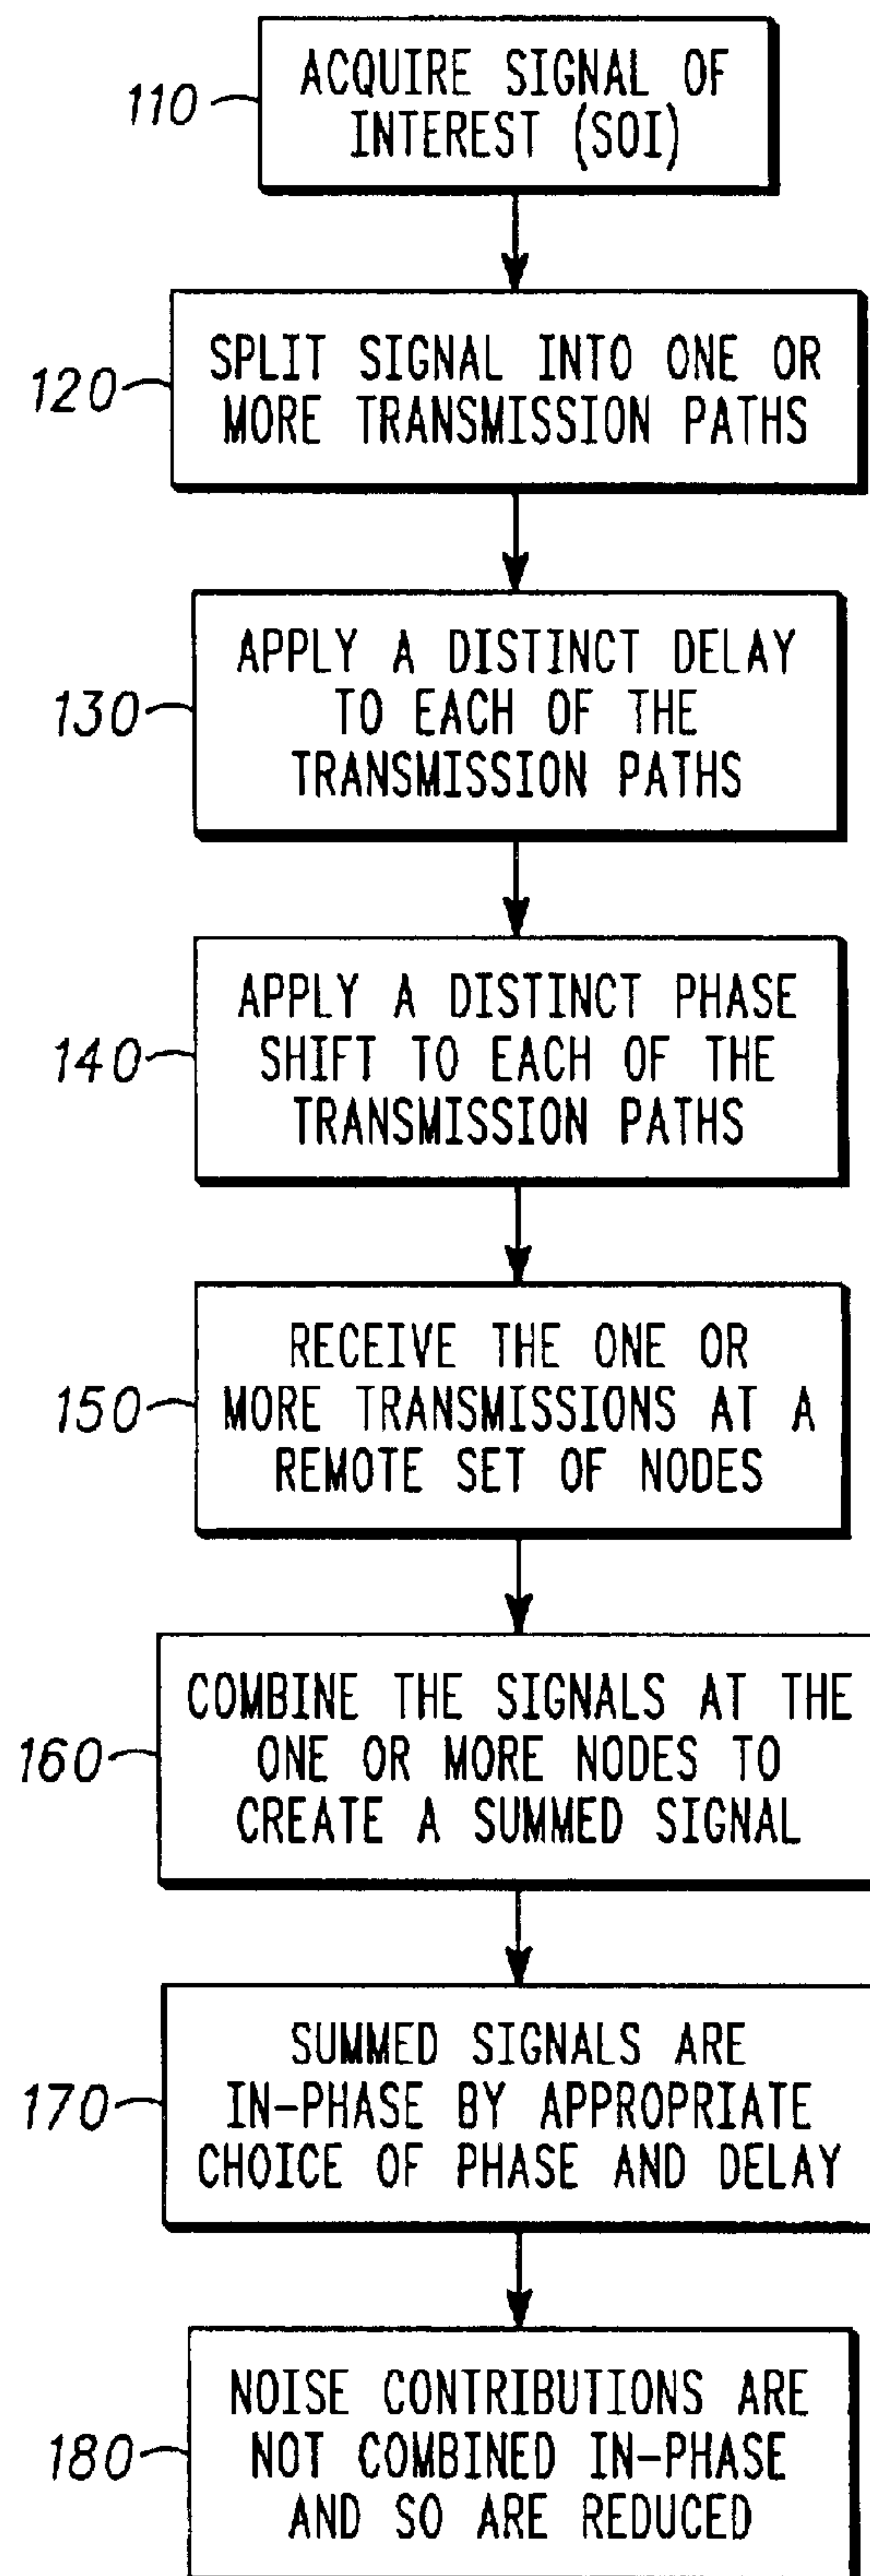 110
ACQUIRE SIGNAL OF
INTEREST (SOI)
120
SPLIT SIGNAL INTO ONE OR
MORE TRANSMISSION PATHS
130
APPLY A DISTINCT DELAY
TO EACH OF THE
TRANSMISSION PATHS
140
APPLY A DISTINCT PHASE
SHIFT TO EACH OF THE
TRANSMISSION PATHS
150
RECEIVE THE ONE OR
MORE TRANSMISSIONS AT A
REMOTE SET OF NODES
160
COMBINE THE SIGNALS AT THE
ONE OR MORE NODES TO
CREATE A SUMMED SIGNAL
170
SUMMED SIGNALS ARE
IN-PHASE BY APPROPRIATE
CHOICE OF PHASE AND DELAY
180
NOISE CONTRIBUTIONS ARE
NOT COMBINED IN-PHASE
AND SO ARE REDUCED